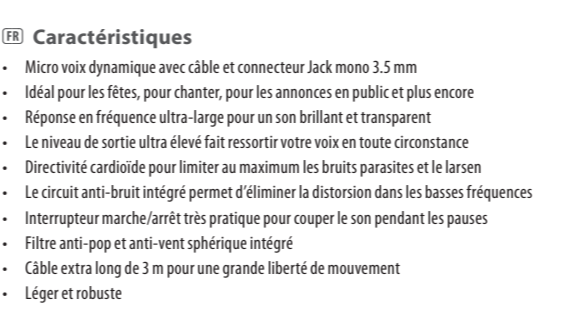 FR Caractéristiques
• Micro voix dynamique avec câble et connecteur Jack mono 3.5 mm
• Idéal pour les fêtes, pour chanter, pour les annonces en public et plus encore
• Réponse en fréquence ultra-large pour un son brillant et transparent
• Le niveau de sortie ultra élevé fait ressortir votre voix en toute circonstance
• Directivité cardioïde pour limiter au maximum les bruits parasites et le larsen
• Le circuit anti-bruit intégré permet d’éliminer la distorsion dans les basses fréquences
• Interrupteur marche/arrêt très pratique pour couper le son pendant les pauses
• Filtre anti-pop et anti-vent sphérique intégré
• Câble extra long de 3 m pour une grande liberté de mouvement
• Léger et robuste